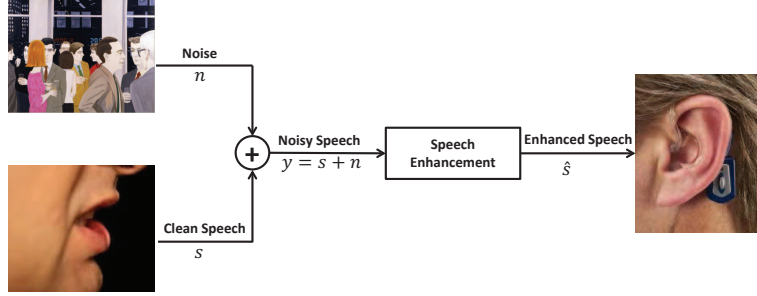 Noise
n
+
Noisy Speech
y = s + n
Speech
Enhancement
Enhanced Speech
ŝ
Clean Speech
s